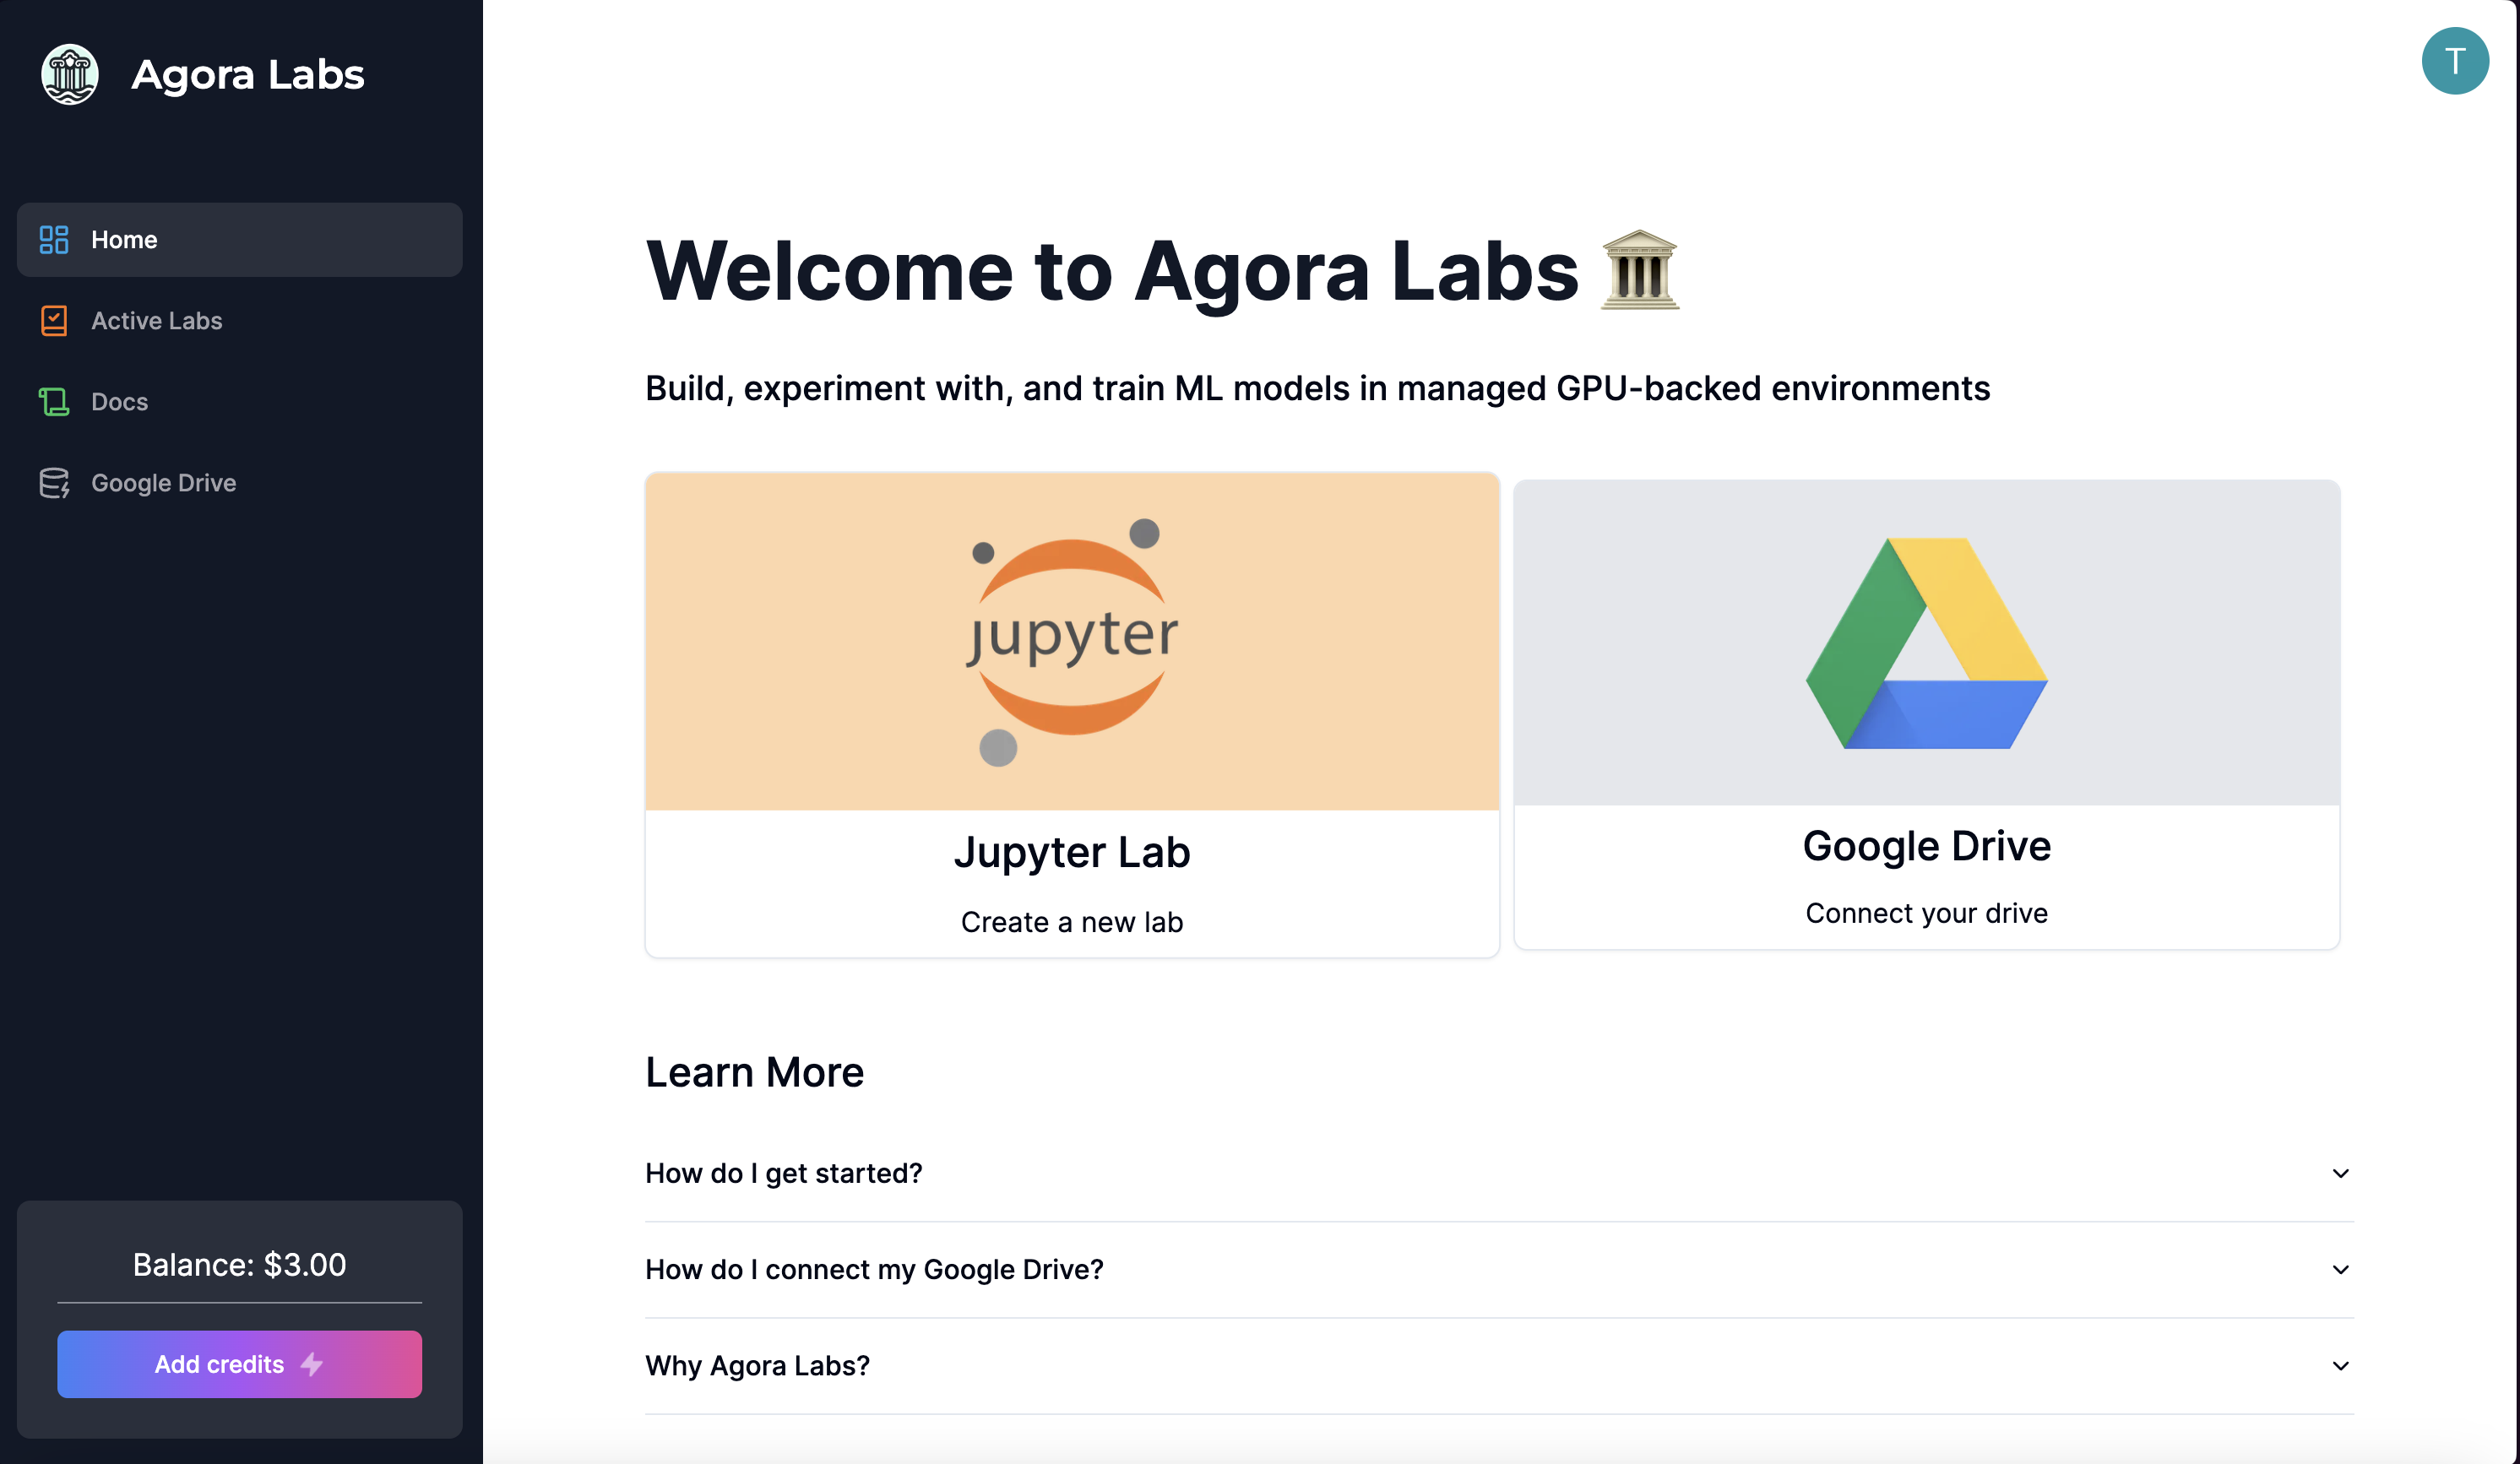 Agora Labs
Home
Active Labs
Docs
Google Drive
Balance: $3.00
Add credits
T
Welcome to Agora Labs
Build, experiment with, and train ML models in managed GPU-backed environments
jupyter
Jupyter Lab
Create a new lab
Google Drive
Connect your drive
Learn More
How do I get started?
How do I connect my Google Drive?
Why Agora Labs?